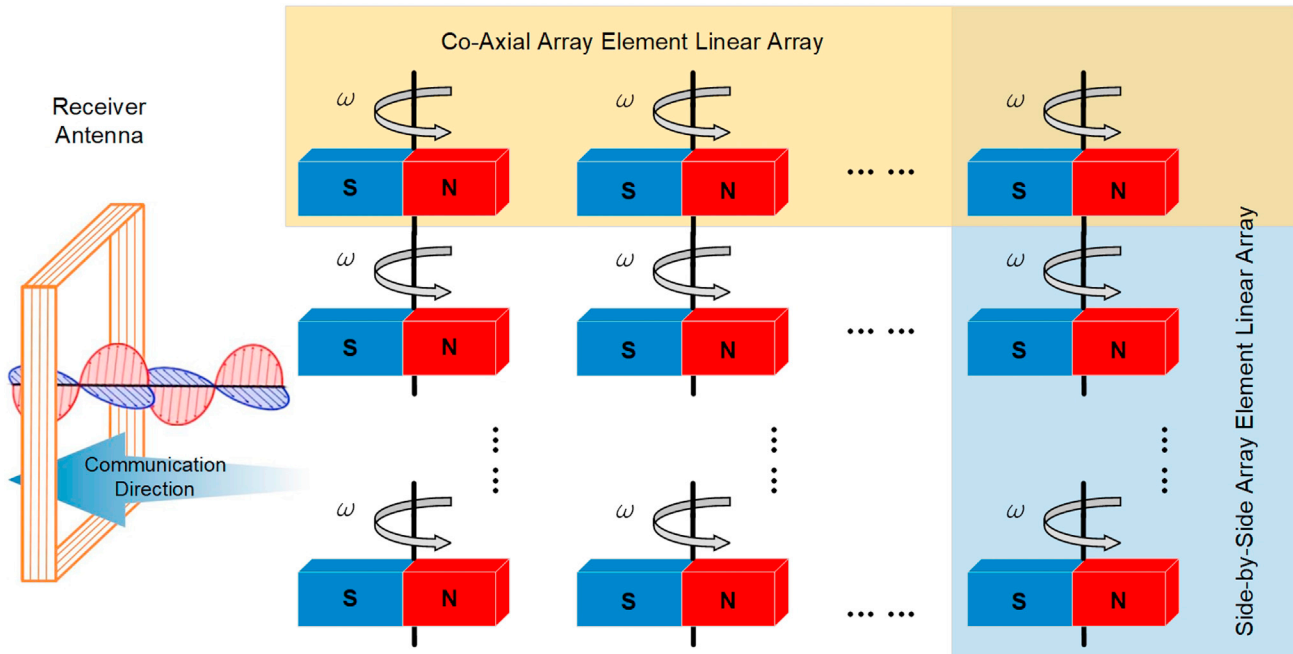 Co-Axial Array Element Linear Array
Receiver
Antenna
ω ω ω
S N S N ... ... S N
ω ω ω
S N S N ... ... S N
Communication
Direction
ω ω ω
S N S N ... ... S N
Side-by-Side Array Element Linear Array